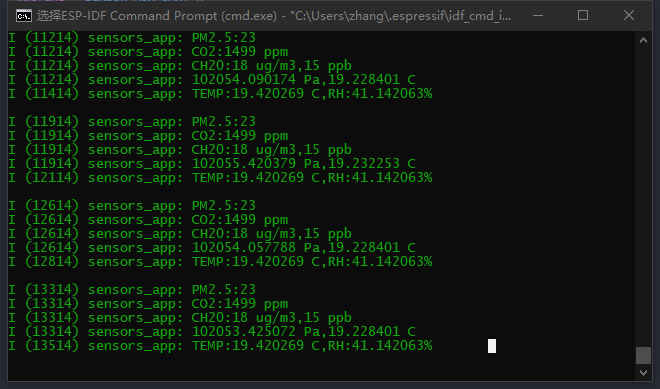 选择ESP-IDF Command Prompt (cmd.exe) - "C:\Users\zhang\.espressif\idf_cmd_i...
I (11214) sensors_app: PM2.5:23
I (11214) sensors_app: CO2:1499 ppm
I (11214) sensors_app: CH20:18 ug/m3,15 ppb
I (11214) sensors_app: 102054.090174 Pa,19.228401 C
I (11414) sensors_app: TEMP:19.420269 C,RH:41.142063%
I (11914) sensors_app: PM2.5:23
I (11914) sensors_app: CO2:1499 ppm
I (11914) sensors_app: CH20:18 ug/m3,15 ppb
I (11914) sensors_app: 102055.420379 Pa,19.232253 C
I (12114) sensors_app: TEMP:19.420269 C,RH:41.142063%
I (12614) sensors_app: PM2.5:23
I (12614) sensors_app: CO2:1499 ppm
I (12614) sensors_app: CH20:18 ug/m3,15 ppb
I (12614) sensors_app: 102054.057788 Pa,19.228401 C
I (12814) sensors_app: TEMP:19.420269 C,RH:41.142063%
I (13314) sensors_app: PM2.5:23
I (13314) sensors_app: CO2:1499 ppm
I (13314) sensors_app: CH20:18 ug/m3,15 ppb
I (13314) sensors_app: 102053.425072 Pa,19.228401 C
I (13514) sensors_app: TEMP:19.420269 C,RH:41.142063%